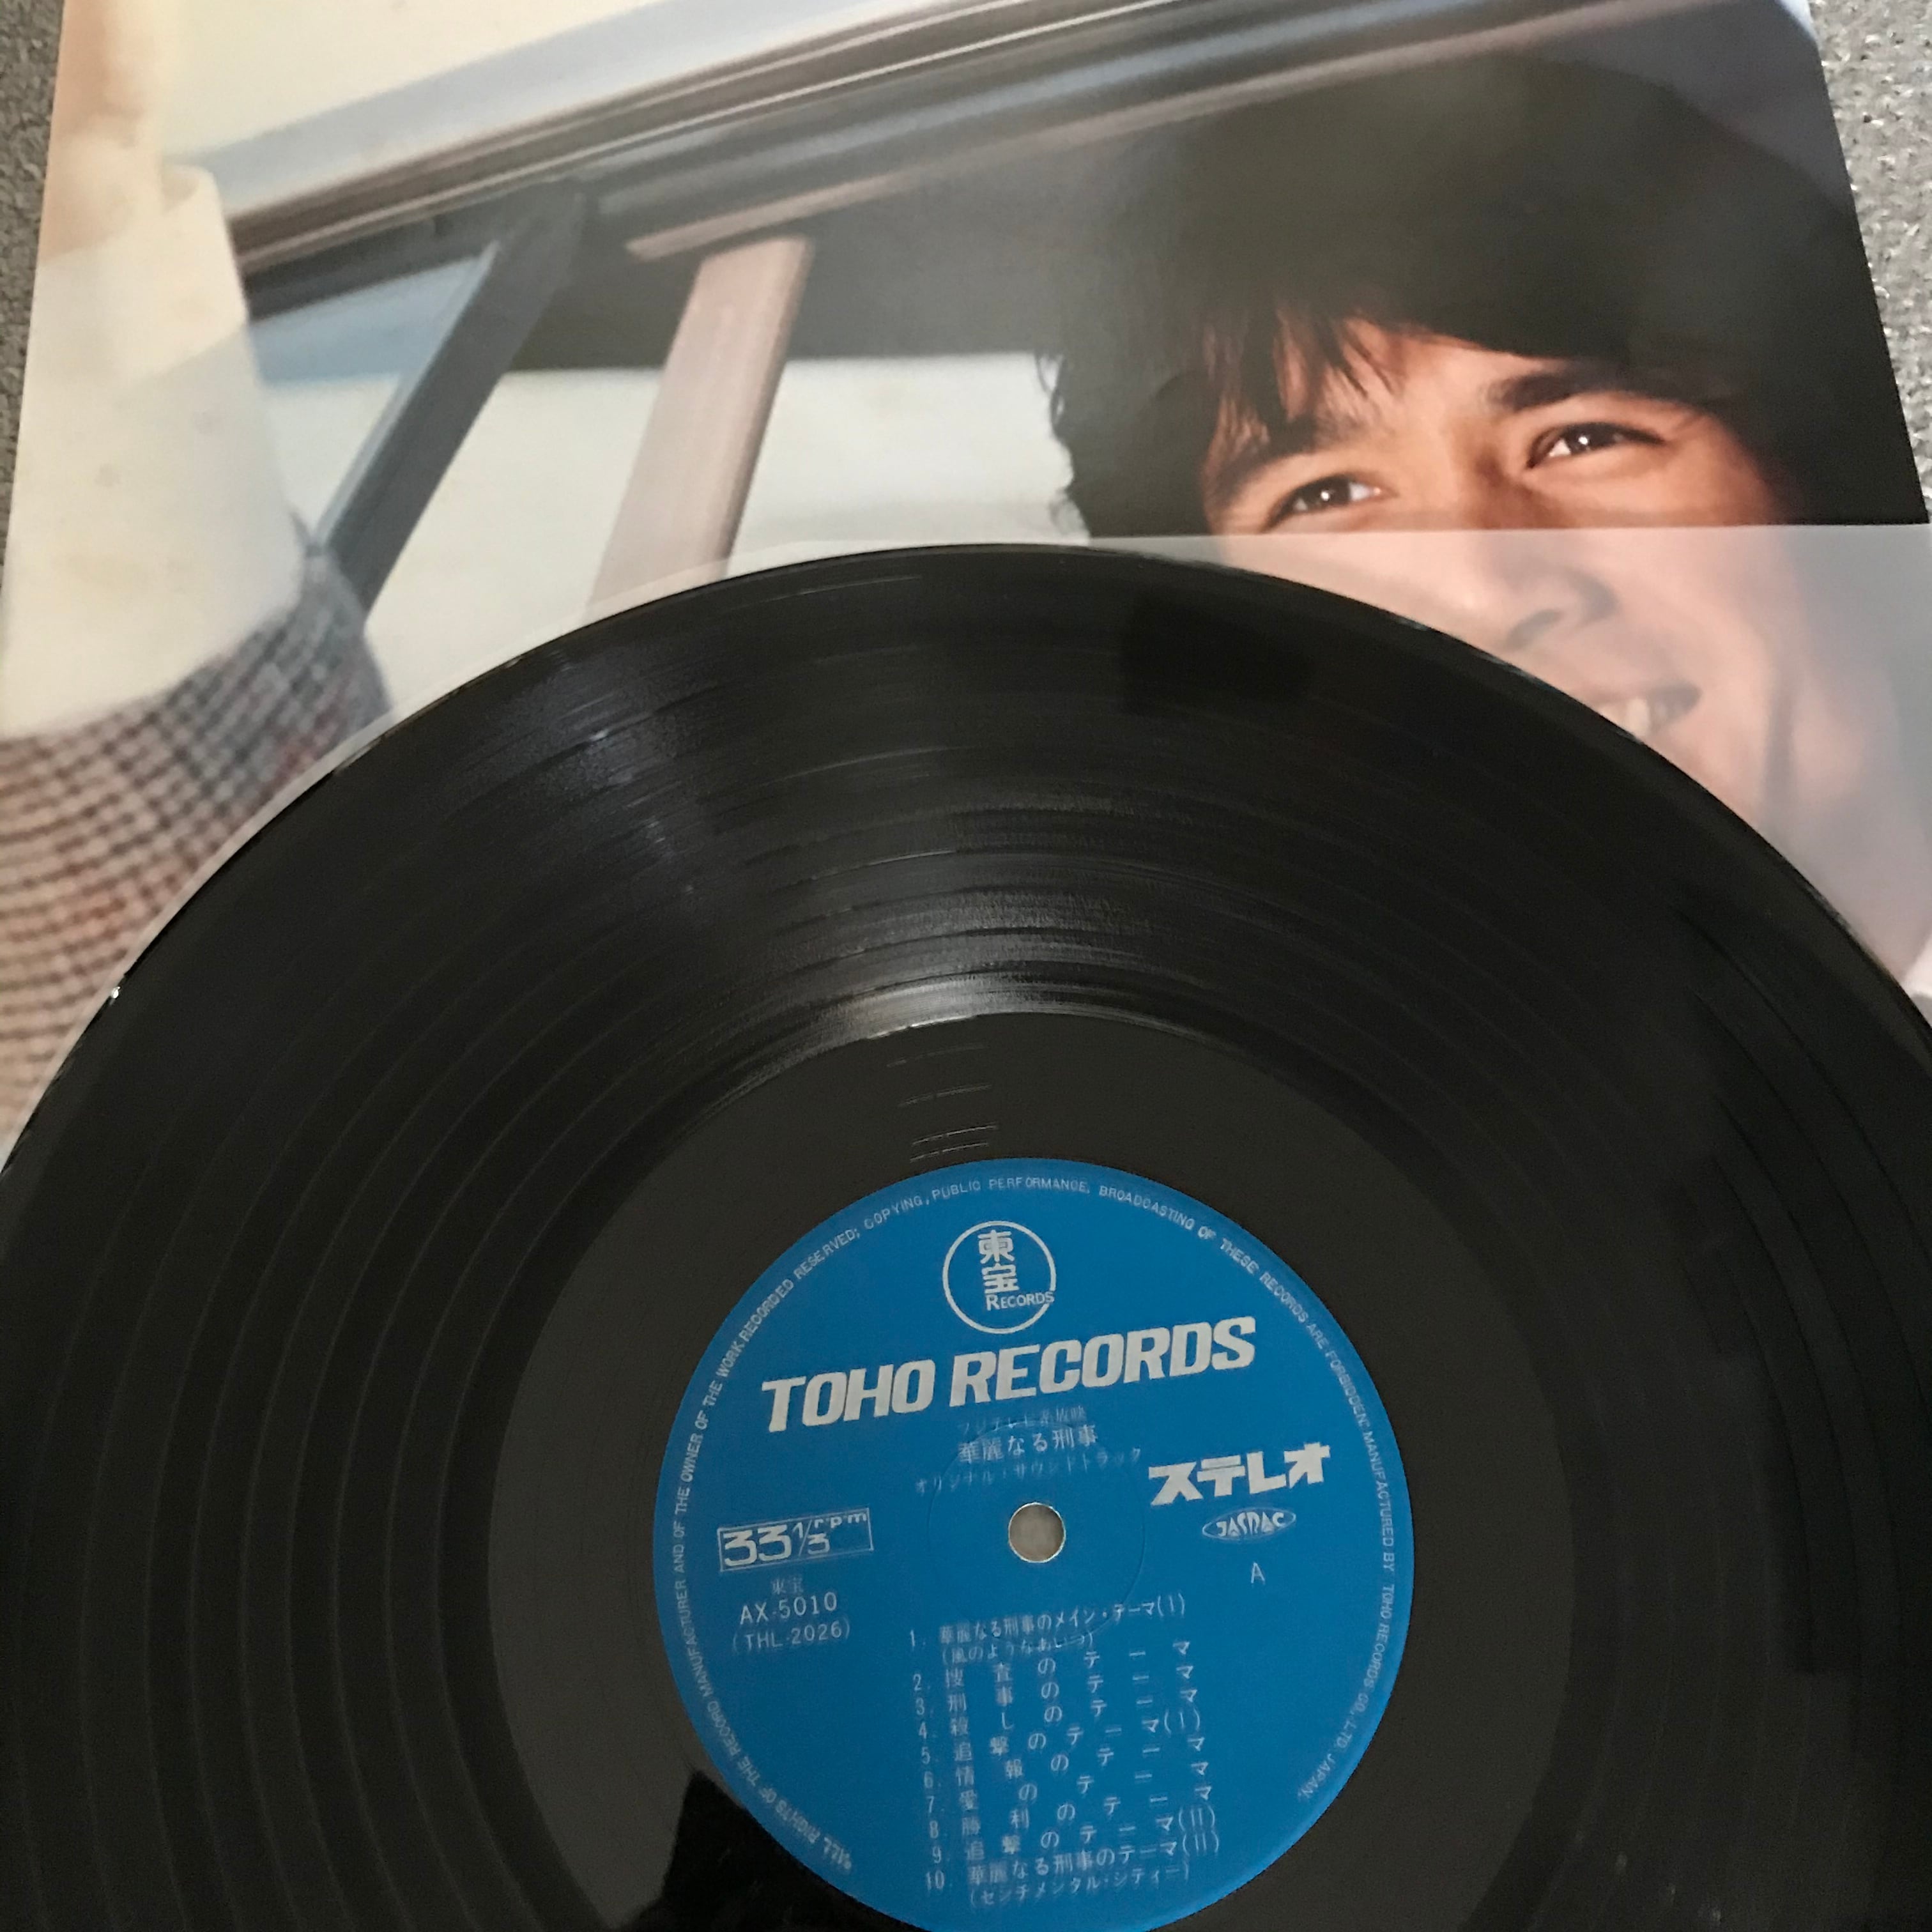 *ALL RIGHTS OF THE RECORD MANUFACTURER AND OF THE OWNER OF THE WORK RECORDED RESERVED; COPYING, PUBLIC PERFORMANCE, BROADCASTING OF THESE RECORDS ARE FORBIDDEN." MANUFACTURED BY TOHO RECORDS CO., LTD. JAPAN.
東宝
RECORDS
TOHO RECORDS
フジテレビ系放映
華麗なる刑事
オリジナル・サウンドトラック
ステレオ
JASRAC
33 1/3 rpm
A
東宝
AX-5010
(THL-2026)
1. 華麗なる刑事のメイン・テーマ(I)
(風のようなあいつ)
2. 捜査のテーマ
3. 刑事のテーマ
4. 殺しのテーマ
5. 追撃のテーマ(I)
6. 情報のテーマ
7. 愛のテーマ
8. 勝利のテーマ
9. 追撃のテーマ(II)
10. 華麗なる刑事のテーマ(II)
(センチメンタル・シティー)